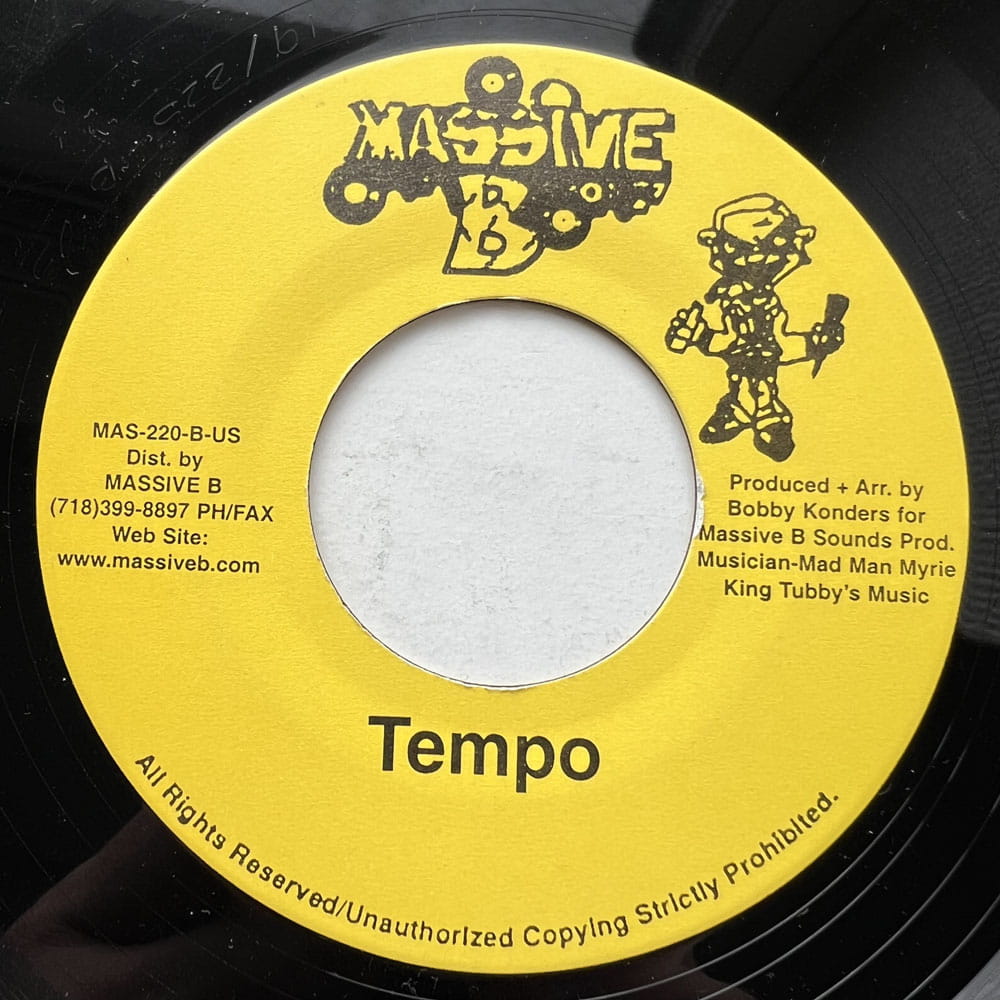 MASSIVE
B
MAS-220-B-US
Dist. by
MASSIVE B
(718)399-8897 PH/FAX
Web Site:
www.massiveb.com
Produced + Arr. by
Bobby Konders for
Massive B Sounds Prod.
Musician-Mad Man Myrie
King Tubby's Music
Tempo
All Rights Reserved/Unauthorized Copying Strictly Prohibited.